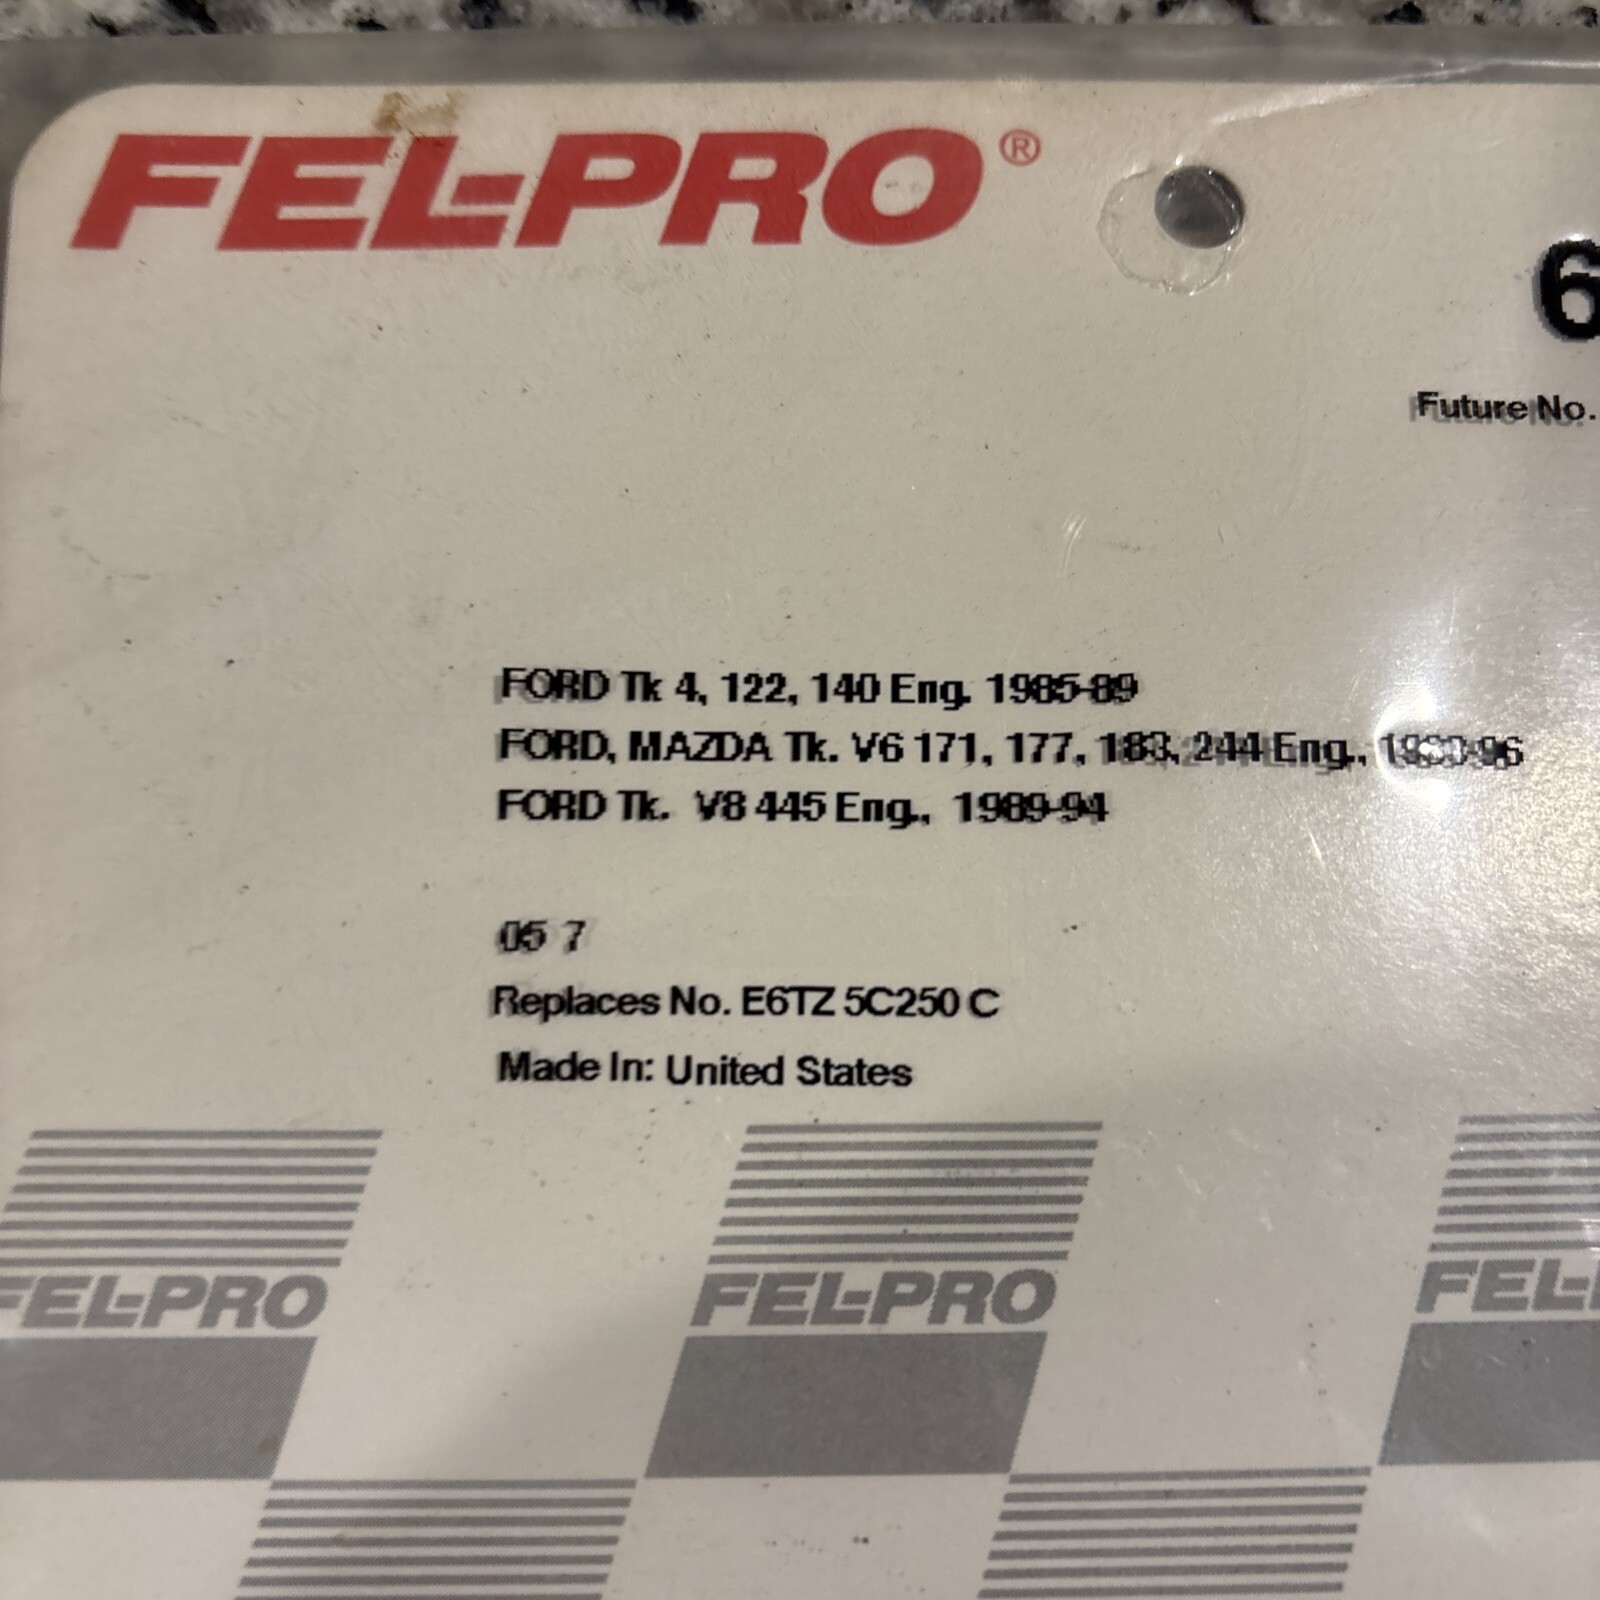 FEL-PRO®
6
Future No.
FORD Tk 4, 122, 140 Eng. 1985-89
FORD, MAZDA Tk. V6 171, 177, 183, 244 Eng., 96
FORD Tk. V8 445 Eng., 1989-94
05 7
Replaces No. E6TZ 5C250 C
Made In: United States
FEL-PRO FEL-PRO FEL-